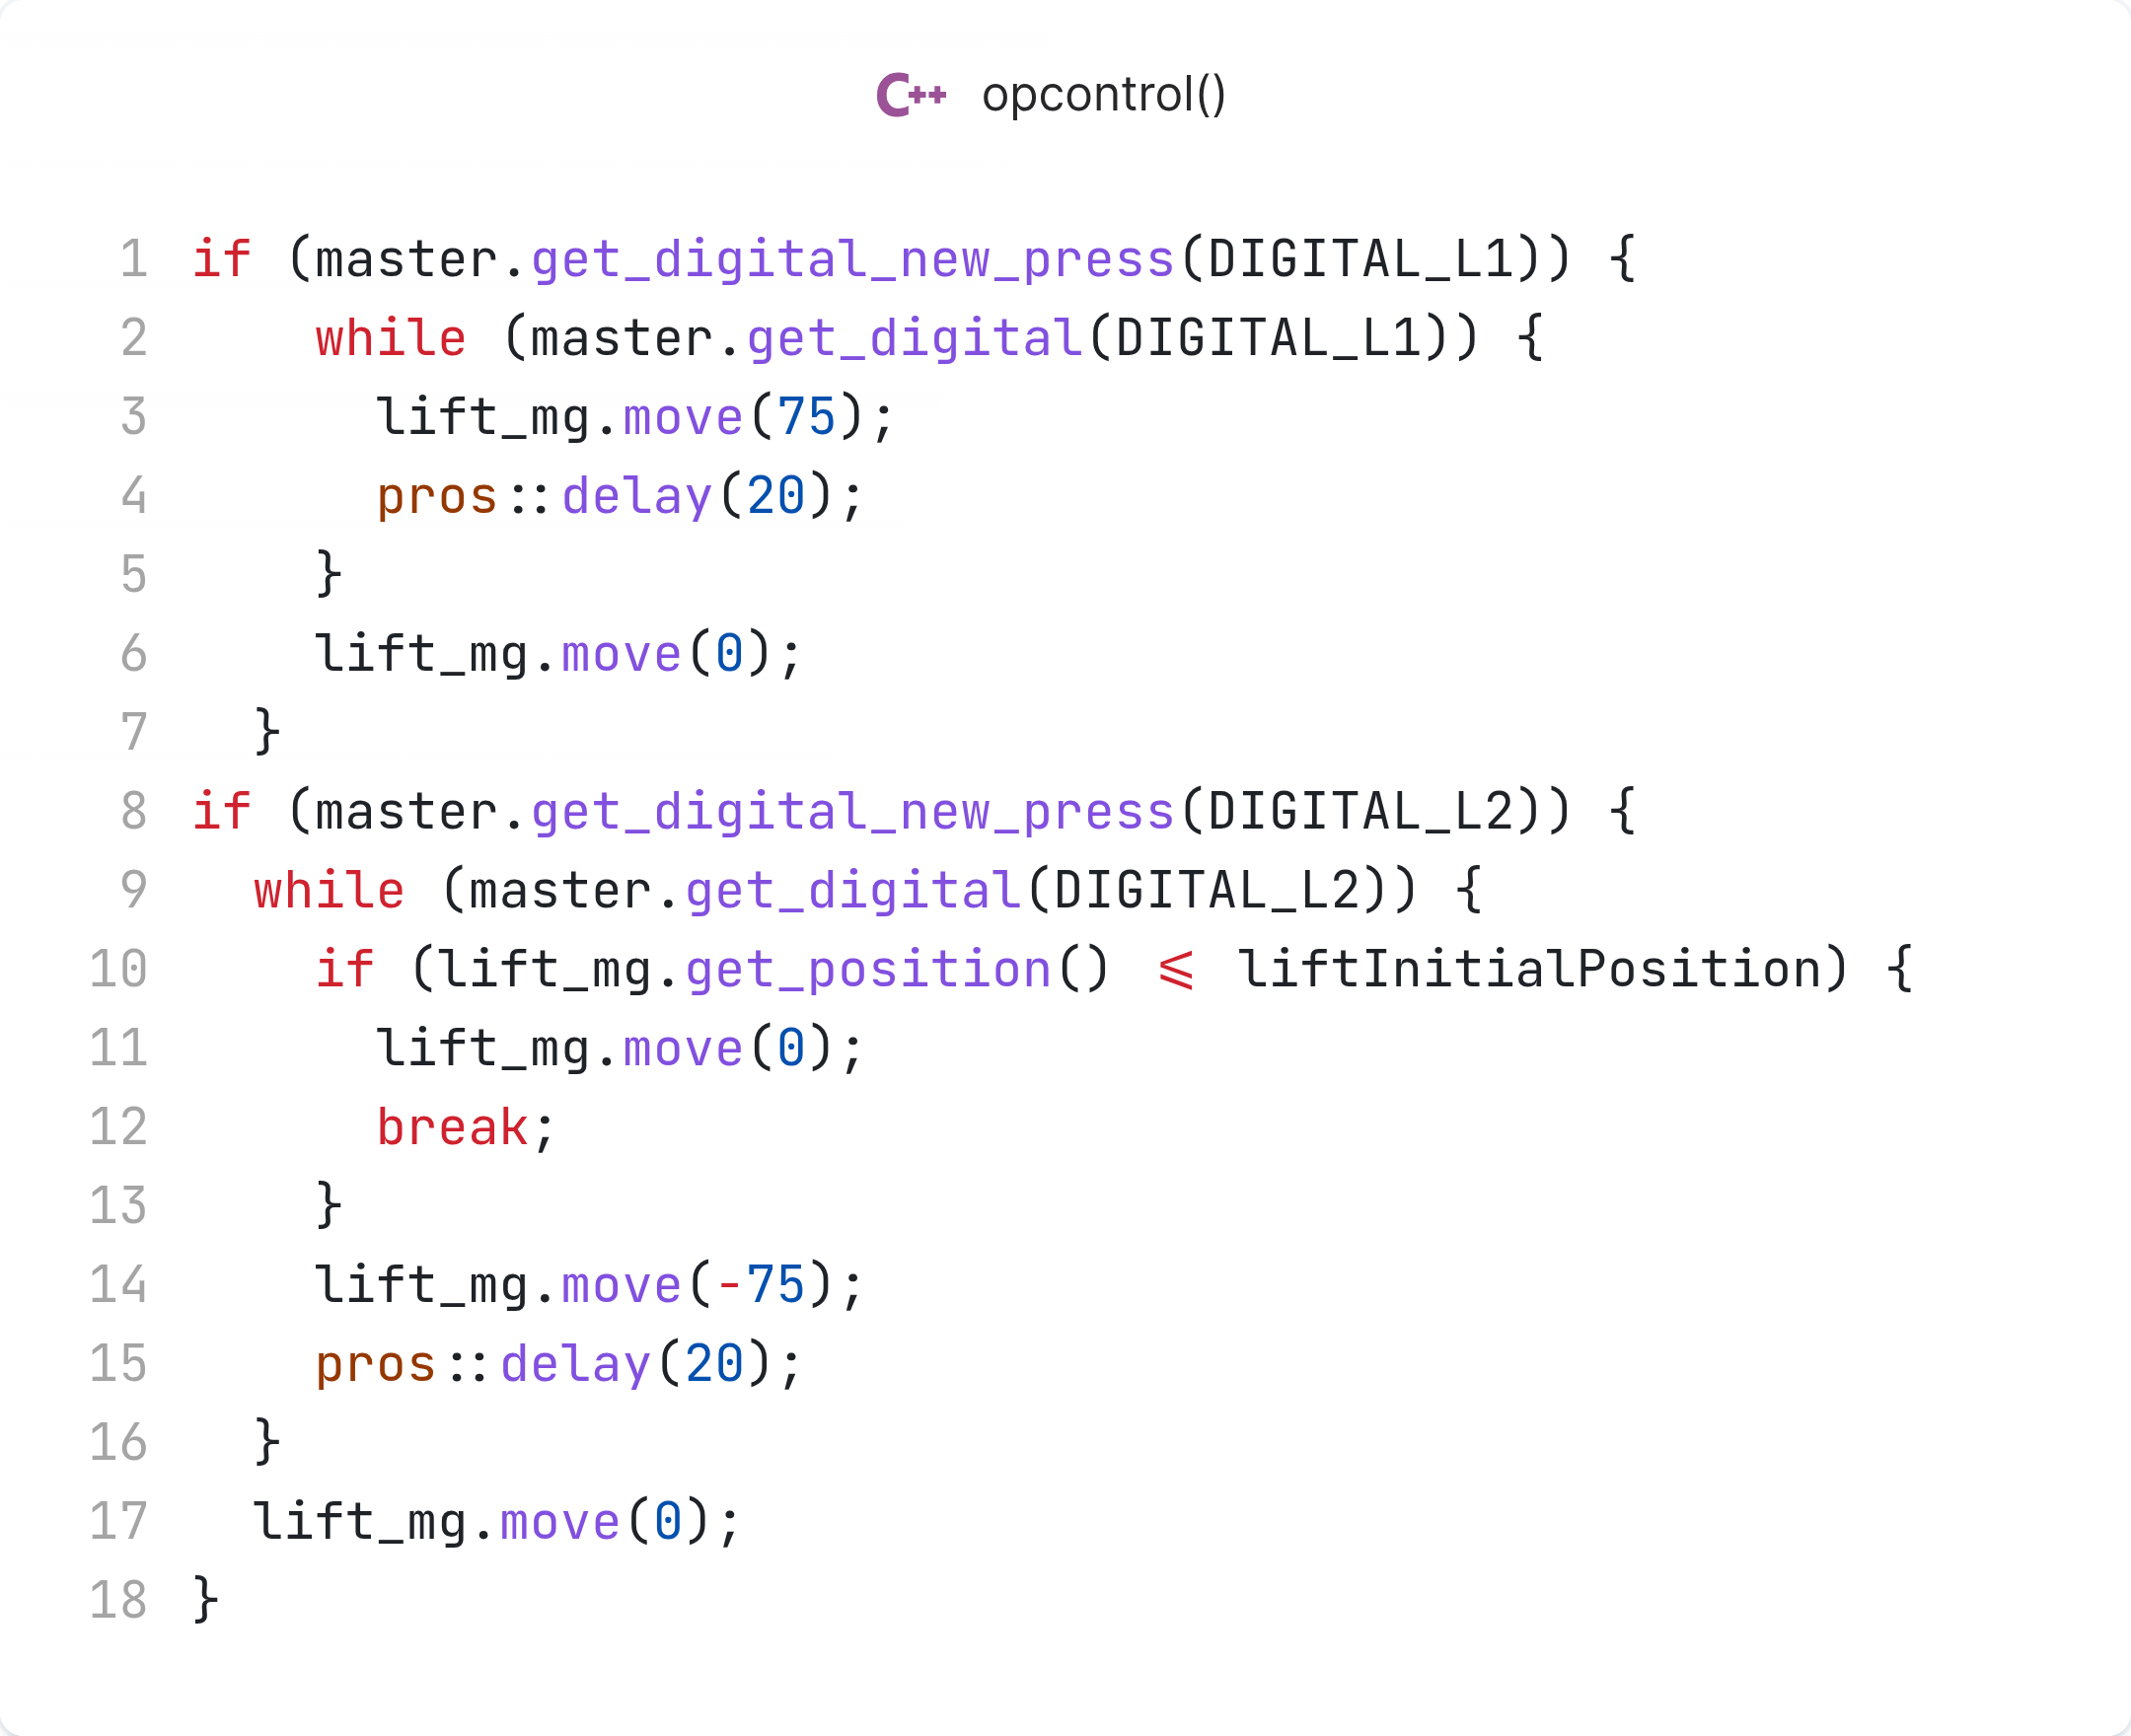 C++ opcontrol()
1 if (master.get_digital_new_press(DIGITAL_L1)) {
2     while (master.get_digital(DIGITAL_L1)) {
3       lift_mg.move(75);
4       pros::delay(20);
5     }
6     lift_mg.move(0);
7   }
8 if (master.get_digital_new_press(DIGITAL_L2)) {
9   while (master.get_digital(DIGITAL_L2)) {
10     if (lift_mg.get_position() <= liftInitialPosition) {
11       lift_mg.move(0);
12       break;
13     }
14     lift_mg.move(-75);
15     pros::delay(20);
16   }
17   lift_mg.move(0);
18 }